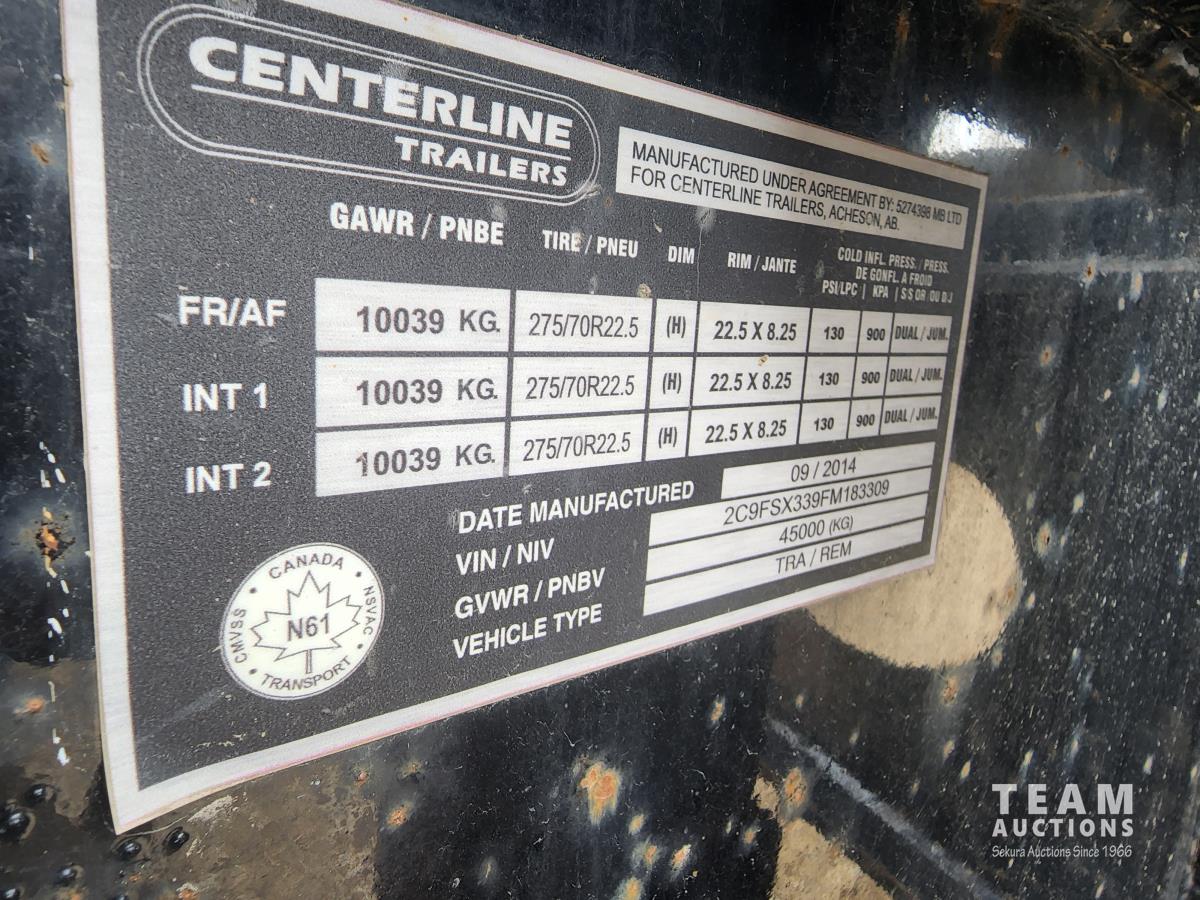 CENTERLINE
TRAILERS
MANUFACTURED UNDER AGREEMENT BY: 5274398 MB LTD
FOR CENTERLINE TRAILERS, ACHESON, AB.
GAWR / PNBE TIRE / PNEU DIM RIM / JANTE COLD INFL. PRESS. / PRESS.
DE GONFL. A FROID
PSI/LPC | KPA | S/S OR / OU D/J
FR/AF 10039 KG. 275/70R22.5 (H) 22.5 X 8.25 130 900 DUAL / JUM.
INT 1 10039 KG. 275/70R22.5 (H) 22.5 X 8.25 130 900 DUAL / JUM.
INT 2 10039 KG. 275/70R22.5 (H) 22.5 X 8.25 130 900 DUAL / JUM.
DATE MANUFACTURED 09 / 2014
VIN / NIV 2C9FSX339FM183309
GVWR / PNBV 45000 (KG)
VEHICLE TYPE TRA / REM
CANADA • NSVAC • TRANSPORT • CMVSS •
N61
TEAM
AUCTIONS
Sekura Auctions Since 1966